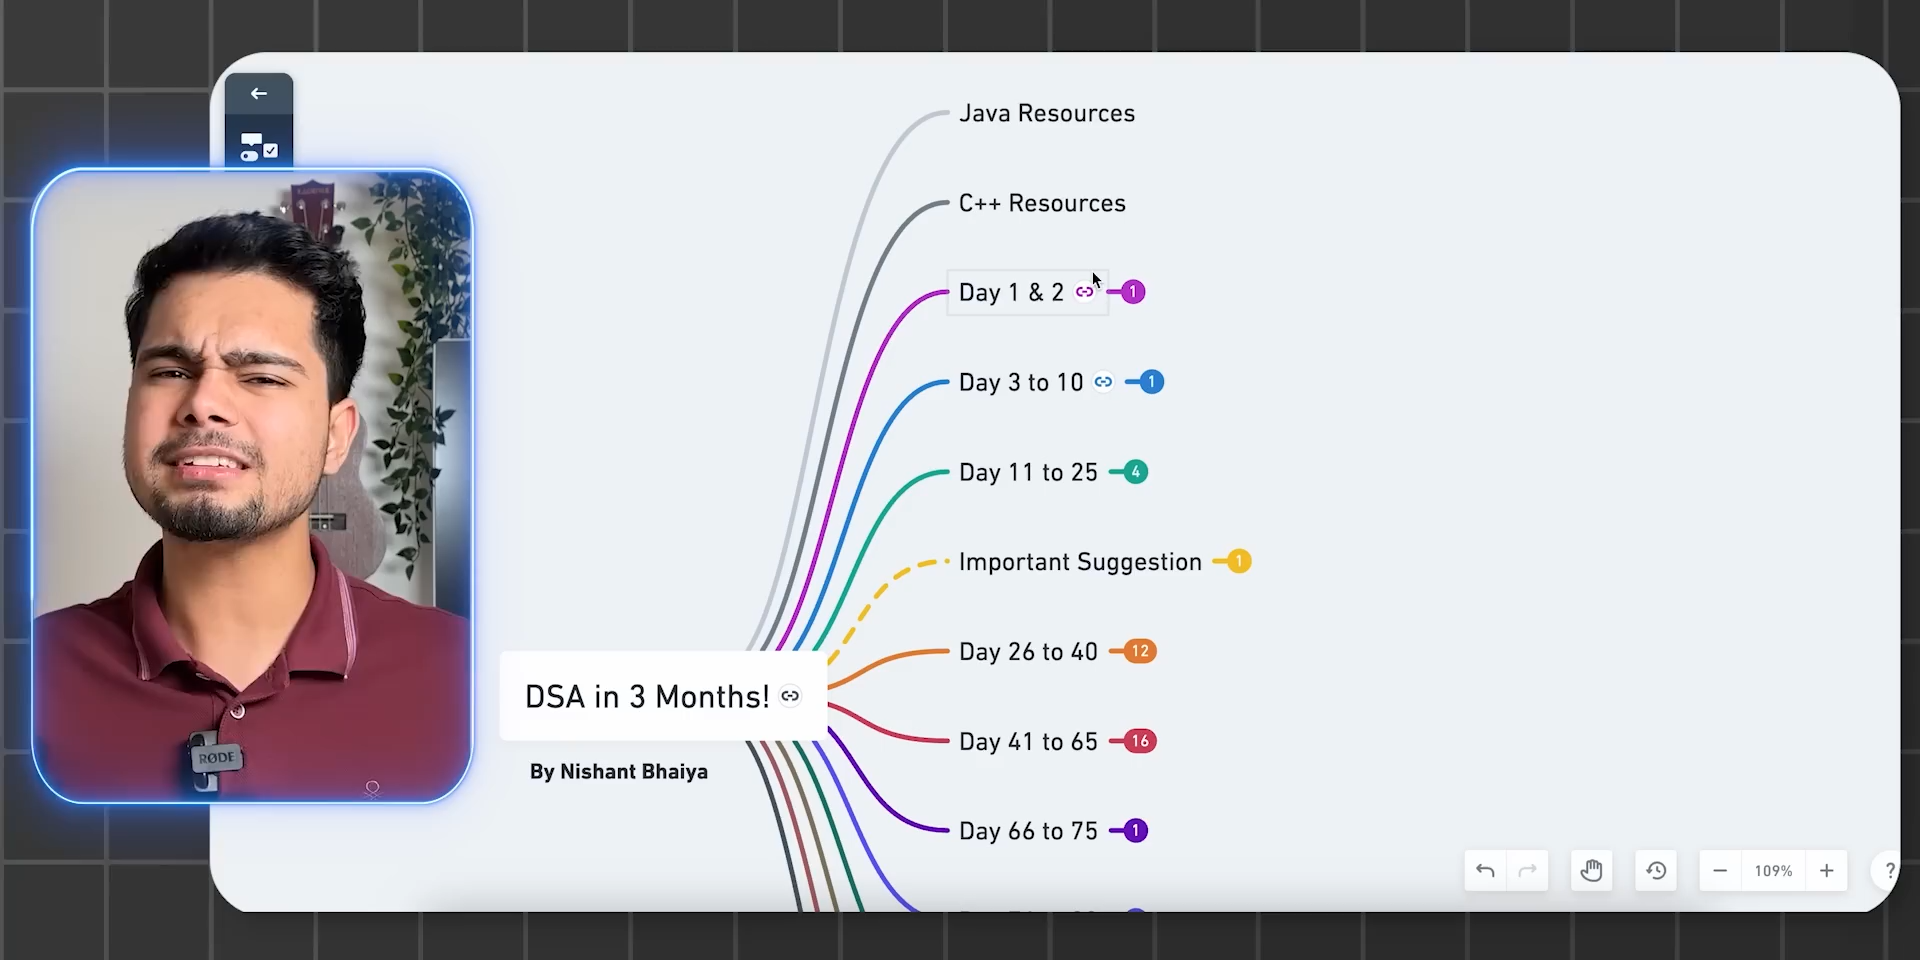 Java Resources
C++ Resources
Day 1 & 2 1
Day 3 to 10 1
Day 11 to 25 4
Important Suggestion 1
Day 26 to 40 12
DSA in 3 Months!
Day 41 to 65 16
By Nishant Bhaiya
RØDE
Day 66 to 75 1
109%
?